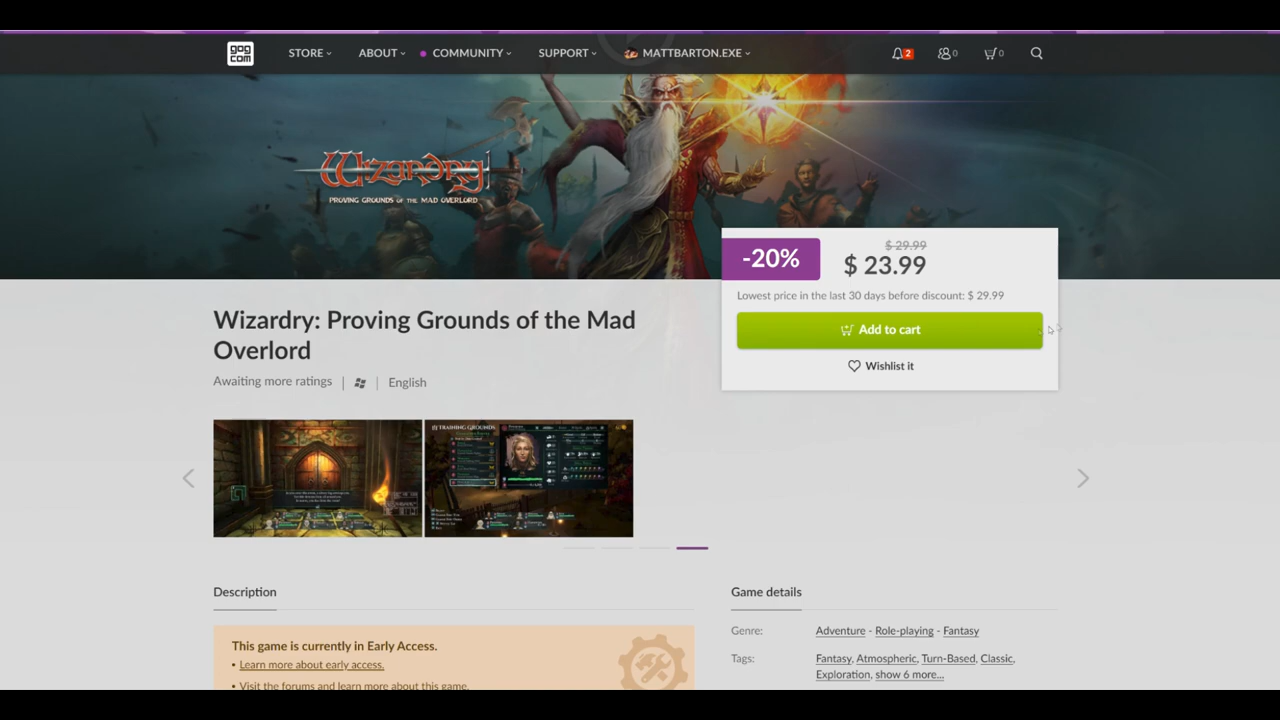 gog
com
STORE
ABOUT
COMMUNITY
SUPPORT
MATTBARTON.EXE
2
0
0
Wizardry
PROVING GROUNDS OF THE MAD OVERLORD
-20%
$ 29.99
$ 23.99
Lowest price in the last 30 days before discount: $ 29.99
Add to cart
Wishlist it
Wizardry: Proving Grounds of the Mad
Overlord
Awaiting more ratings
English
TRAINING GROUNDS
Description
This game is currently in Early Access.
• Learn more about early access.
• Visit the forums and learn more about this game.
Game details
Genre:
Adventure - Role-playing - Fantasy
Tags:
Fantasy, Atmospheric, Turn-Based, Classic,
Exploration, show 6 more...